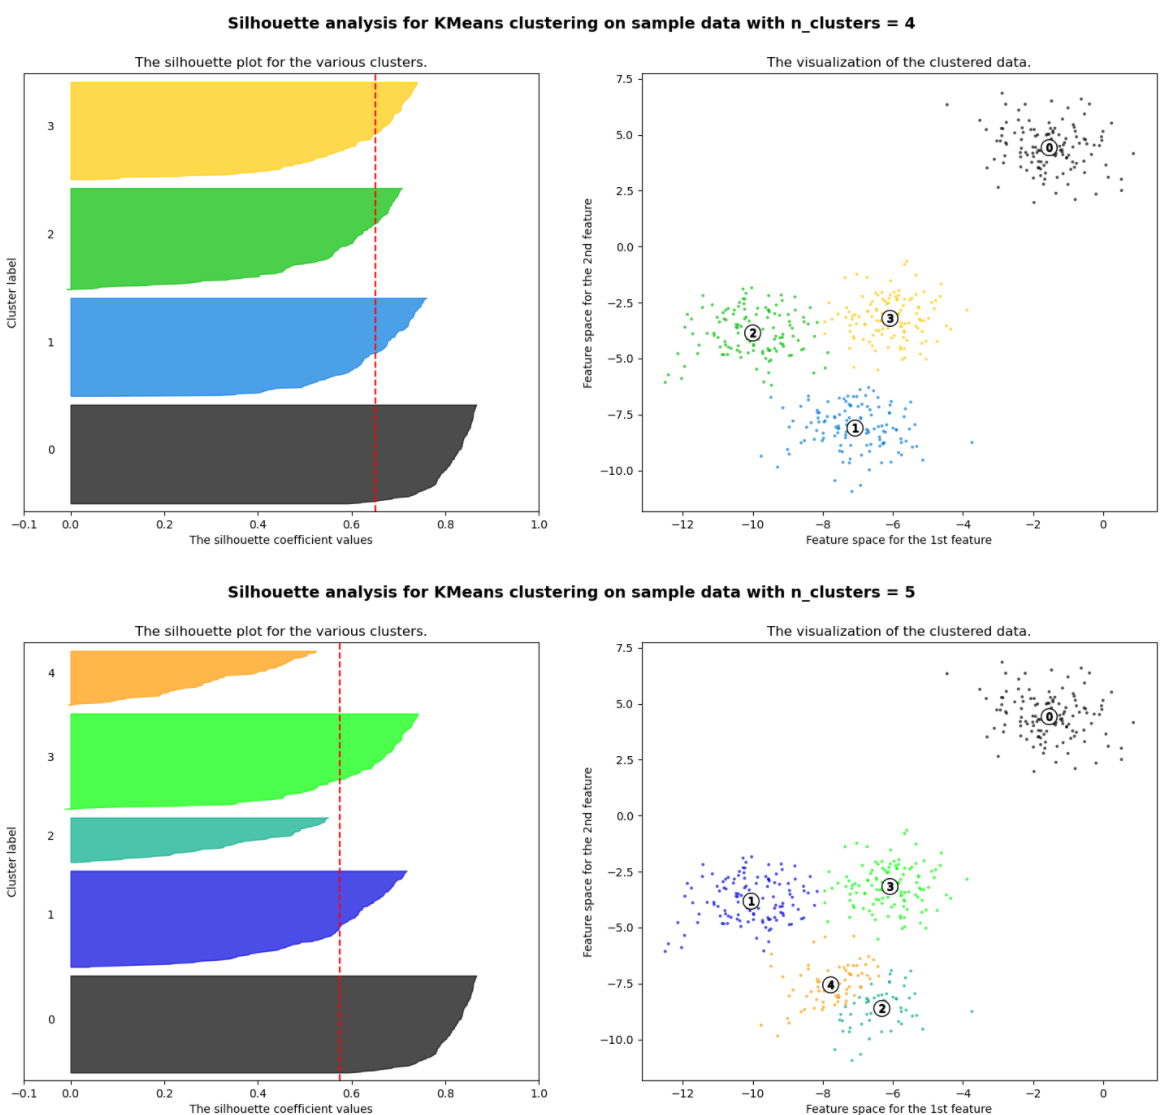 Silhouette analysis for KMeans clustering on sample data with n_clusters = 4
The silhouette plot for the various clusters.
Cluster label
3
2
1
0
−0.1 0.0 0.2 0.4 0.6 0.8 1.0
The silhouette coefficient values
The visualization of the clustered data.
Feature space for the 2nd feature
7.5
5.0
2.5
0.0
−2.5
−5.0
−7.5
−10.0
0
3
2
1
−12 −10 −8 −6 −4 −2 0
Feature space for the 1st feature
Silhouette analysis for KMeans clustering on sample data with n_clusters = 5
The silhouette plot for the various clusters.
Cluster label
4
3
2
1
0
−0.1 0.0 0.2 0.4 0.6 0.8 1.0
The silhouette coefficient values
The visualization of the clustered data.
Feature space for the 2nd feature
7.5
5.0
2.5
0.0
−2.5
−5.0
−7.5
−10.0
0
3
1
4
2
−12 −10 −8 −6 −4 −2 0
Feature space for the 1st feature